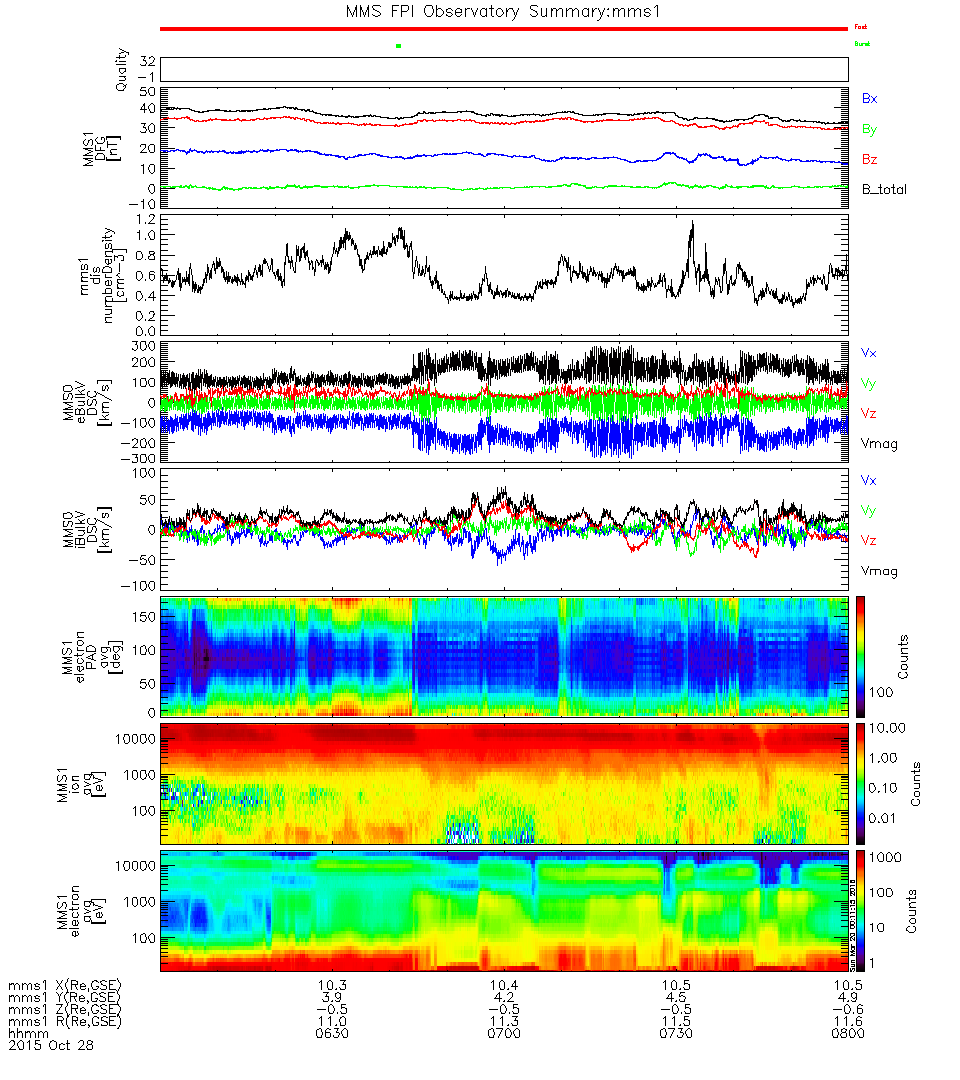 MMS FPI Observatory Summary:mms1
Fast
Burst
Quality
32
−1
MMS1
DFG
[nT]
50
40
30
20
10
0
−10
Bx
By
Bz
B_total
mms1
dis
numberDensity
[cm^−3]
1.2
1.0
0.8
0.6
0.4
0.2
0.0
MMS0
eBulkV
DSC
[km/s]
300
200
100
0
−100
−200
−300
Vx
Vy
Vz
Vmag
MMS0
iBulkV
DSC
[km/s]
100
50
0
−50
−100
Vx
Vy
Vz
Vmag
MMS1
electron
PAD
avg
[deg]
150
100
50
0
100
Counts
MMS1
ion
avg
[eV]
10000
1000
100
10.00
1.00
0.10
0.01
Counts
MMS1
electron
avg
[eV]
10000
1000
100
1000
100
10
1
Counts
mms1 X(Re,GSE) 10.3 10.4 10.5 10.5
mms1 Y(Re,GSE) 3.9 4.2 4.5 4.9
mms1 Z(Re,GSE) −0.5 −0.5 −0.5 −0.6
mms1 R(Re,GSE) 11.0 11.3 11.5 11.6
hhmm 0630 0700 0730 0800
2015 Oct 28